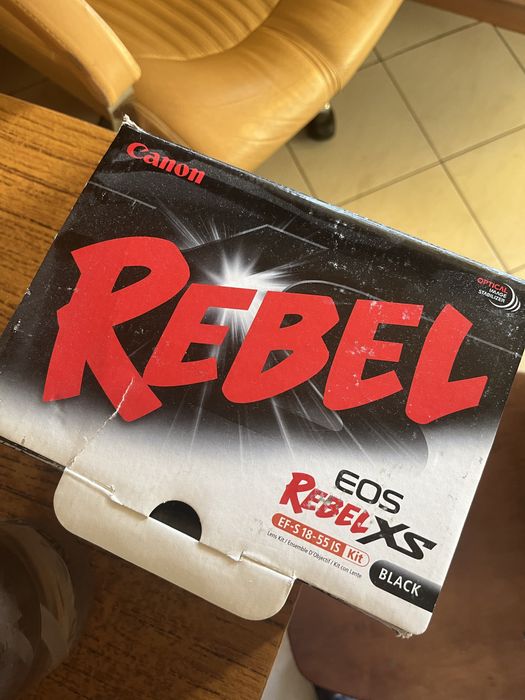 Canon
REBEL
OPTICAL
IMAGE
STABILIZER
EOS
REBEL XS
EF-S 18-55 IS Kit
Lens Kit / Ensemble D'Objectif / Kit con Lente
BLACK